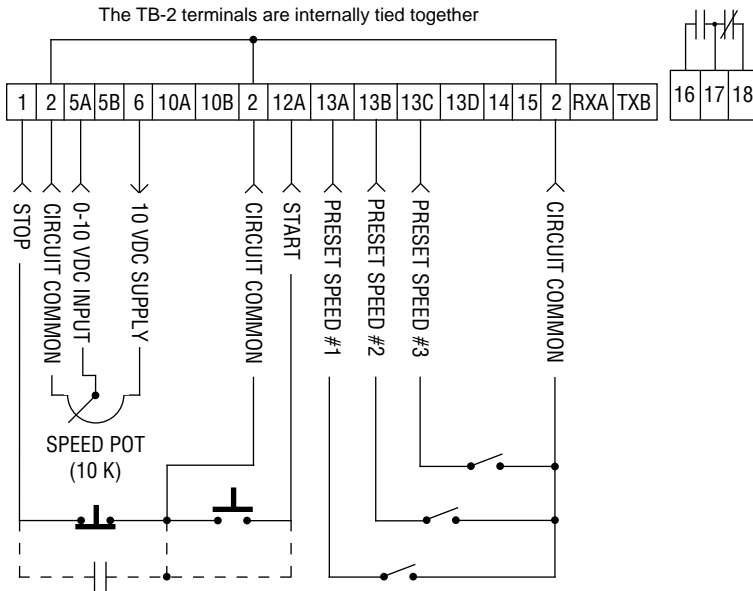 The TB-2 terminals are internally tied together
1 2 5A 5B 6 10A 10B 2 12A 13A 13B 13C 13D 14 15 2 RXA TXB
16 17 18
STOP
CIRCUIT COMMON
0-10 VDC INPUT
10 VDC SUPPLY
CIRCUIT COMMON
START
PRESET SPEED #1
PRESET SPEED #2
PRESET SPEED #3
CIRCUIT COMMON
SPEED POT
(10 K)